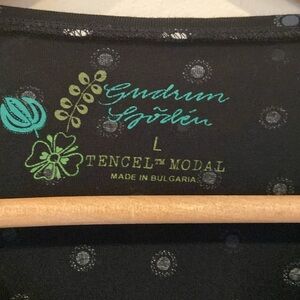 Gudrun
Sjödén
L
TENCEL™ MODAL
MADE IN BULGARIA